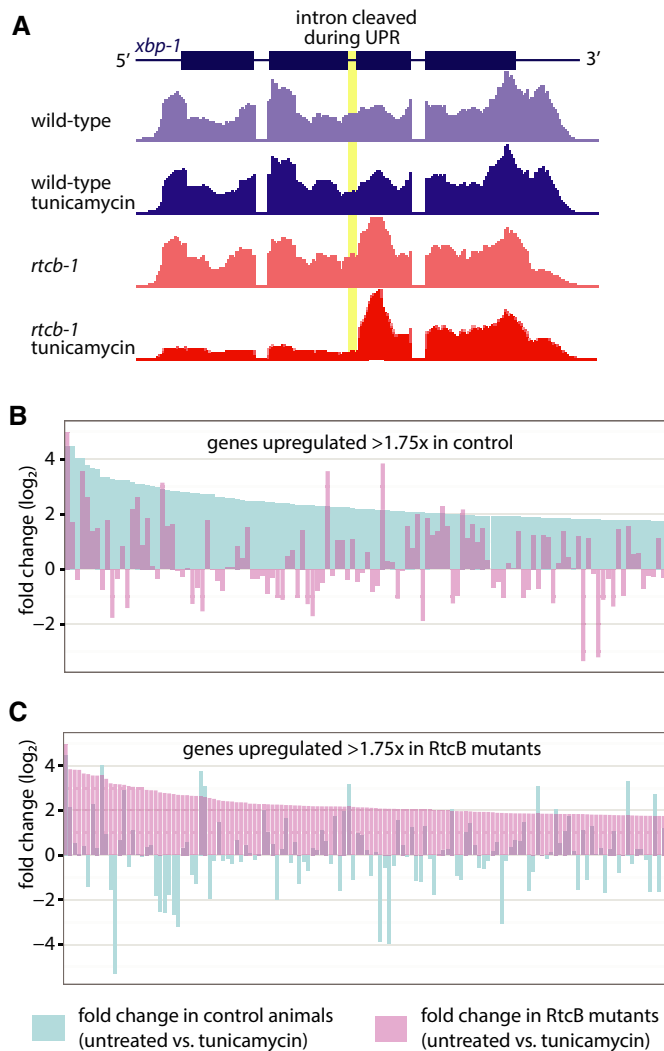 A
intron cleaved
during UPR
xbp-1
5′
3′
wild-type
wild-type
tunicamycin
rtcb-1
rtcb-1
tunicamycin
B
genes upregulated >1.75x in control
fold change (log₂)
4
2
0
−2
C
genes upregulated >1.75x in RtcB mutants
fold change (log₂)
4
2
0
−2
−4
fold change in control animals
(untreated vs. tunicamycin)
fold change in RtcB mutants
(untreated vs. tunicamycin)